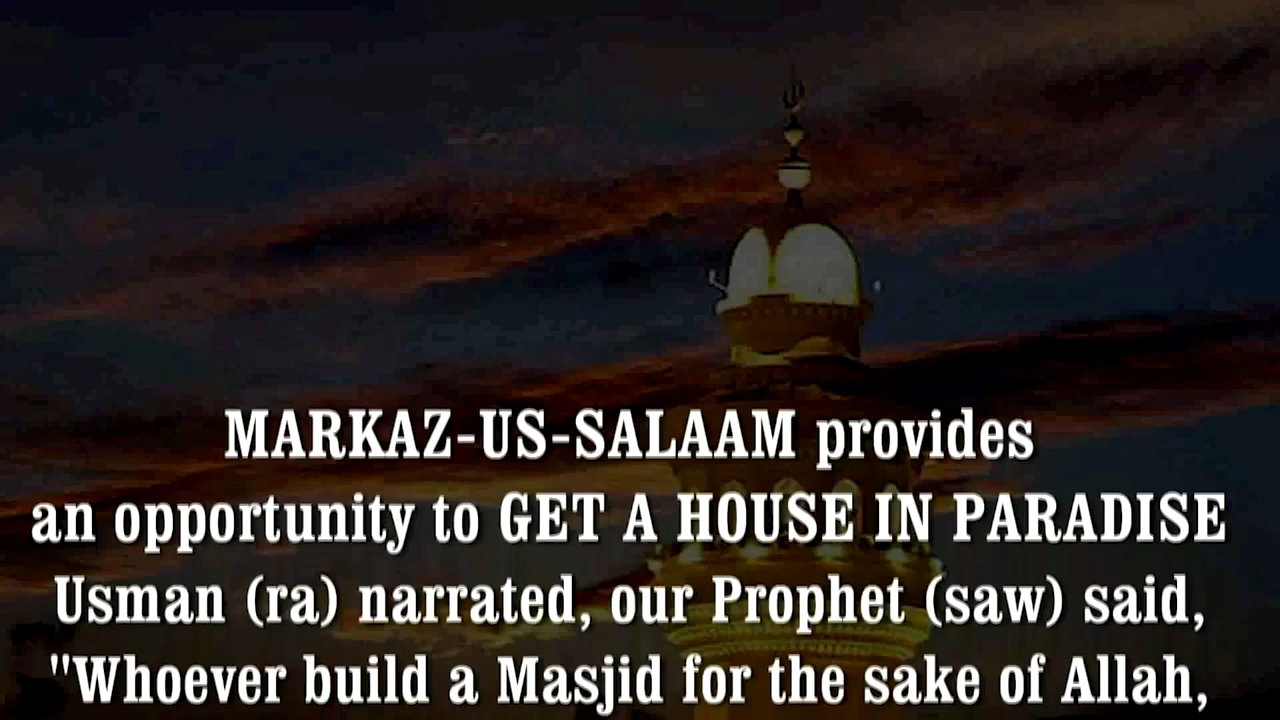 MARKAZ-US-SALAAM provides
an opportunity to GET A HOUSE IN PARADISE
Usman (ra) narrated, our Prophet (saw) said,
"Whoever build a Masjid for the sake of Allah,